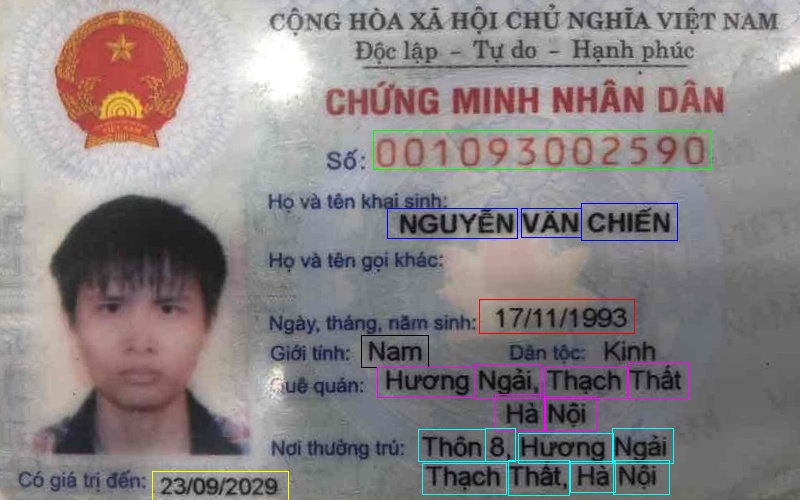 CỘNG HÒA XÃ HỘI CHỦ NGHĨA VIỆT NAM
Độc lập - Tự do - Hạnh phúc
CHỨNG MINH NHÂN DÂN
Số: 001093002590
Họ và tên khai sinh:
NGUYỄN VĂN CHIẾN
Họ và tên gọi khác:
Ngày, tháng, năm sinh: 17/11/1993
Giới tính: Nam Dân tộc: Kinh
Quê quán: Hương Ngải, Thạch Thất
Hà Nội
Nơi thường trú: Thôn 8, Hương Ngải
Thạch Thất, Hà Nội
Có giá trị đến: 23/09/2029